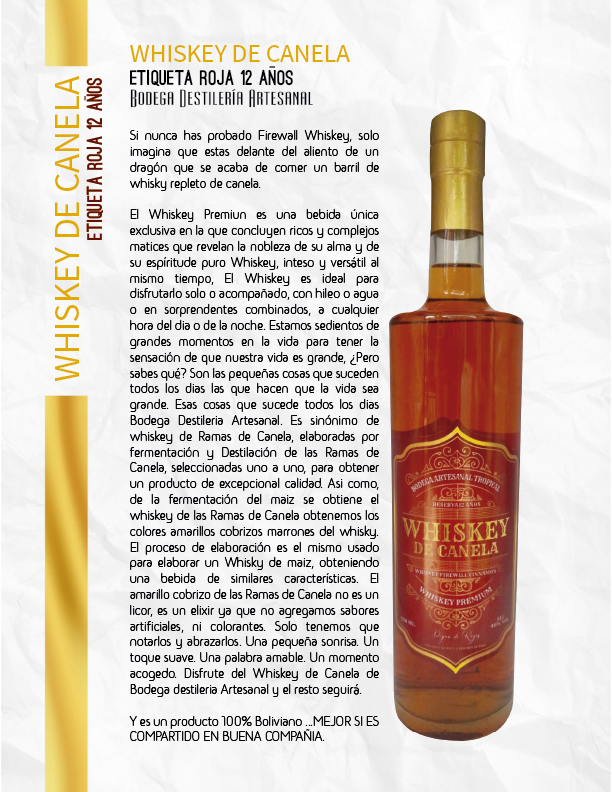 WHISKEY DE CANELA
ETIQUETA ROJA 12 AÑOS
WHISKEY DE CANELA
ETIQUETA ROJA 12 AÑOS
BODEGA DESTILERÍA ARTESANAL
Si nunca has probado Firewall Whiskey, solo
imagina que estas delante del aliento de un
dragón que se acaba de comer un barril de
whisky repleto de canela.
El Whiskey Premiun es una bebida única
exclusiva en la que concluyen ricos y complejos
matices que revelan la nobleza de su alma y de
su espíritude puro Whiskey, inteso y versátil al
mismo tiempo, El Whiskey es ideal para
disfrutarlo solo o acompañado, con hileo o agua
o en sorprendentes combinados, a cualquier
hora del dia o de la noche. Estamos sedientos de
grandes momentos en la vida para tener la
sensación de que nuestra vida es grande, ¿Pero
sabes qué? Son las pequeñas cosas que suceden
todos los dias las que hacen que la vida sea
grande. Esas cosas que sucede todos los dias
Bodega Destileria Artesanal. Es sinónimo de
whiskey de Ramas de Canela, elaboradas por
fermentación y Destilación de las Ramas de
Canela, seleccionadas uno a uno, para obtener
un producto de excepcional calidad. Asi como,
de la fermentación del maiz se obtiene el
whiskey de las Ramas de Canela obtenemos los
colores amarillos cobrizos marrones del whisky.
El proceso de elaboración es el mismo usado
para elaborar un Whisky de maiz, obteniendo
una bebida de similares características. El
amarillo cobrizo de las Ramas de Canela no es un
licor, es un elixir ya que no agregamos sabores
artificiales, ni colorantes. Solo tenemos que
notarlos y abrazarlos. Una pequeña sonrisa. Un
toque suave. Una palabra amable. Un momento
acogedo. Disfrute del Whiskey de Canela de
Bodega destileria Artesanal y el resto seguirá.
Y es un producto 100% Boliviano ...MEJOR SI ES
COMPARTIDO EN BUENA COMPAÑIA.
BODEGA ARTESANAL TROPICAL
RESERVA 12 AÑOS
WHISKEY
DE CANELA
WHISKEY FIREWALL CINNAMON
WHISKEY PREMIUM